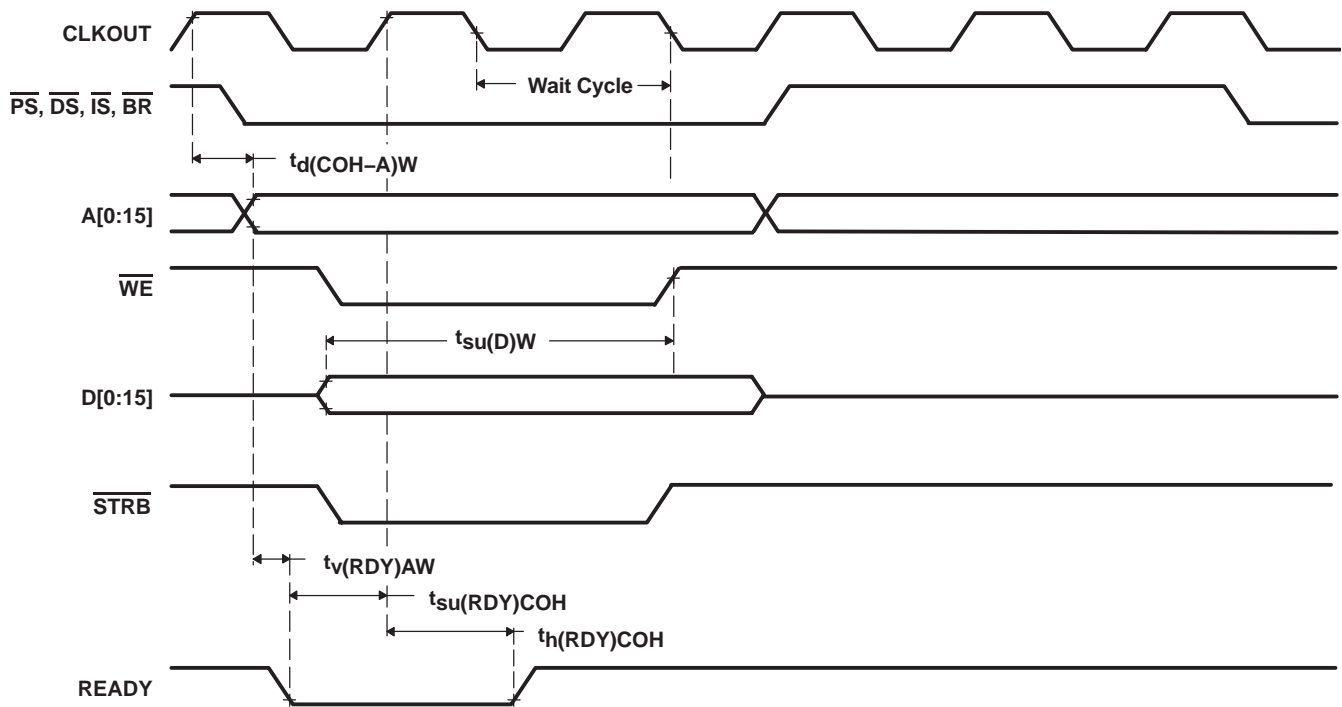 CLKOUT
Wait Cycle
PS, DS, IS, BR
td(COH–A)W
A[0:15]
WE
tsu(D)W
D[0:15]
STRB
tv(RDY)AW
tsu(RDY)COH
th(RDY)COH
READY